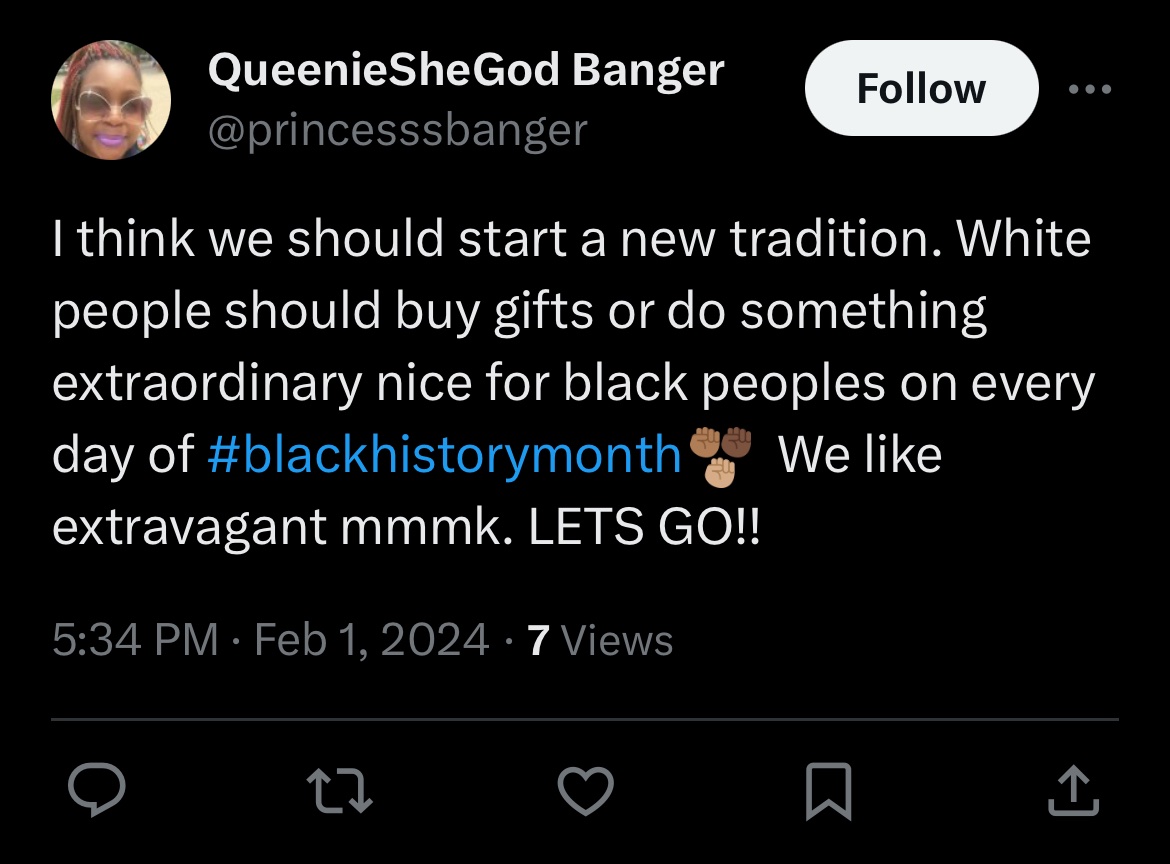 QueenieSheGod Banger
@princesssbanger
Follow
I think we should start a new tradition. White
people should buy gifts or do something
extraordinary nice for black peoples on every
day of #blackhistorymonth✊🏽✊🏾✊🏼 We like
extravagant mmmk. LETS GO!!
5:34 PM · Feb 1, 2024 · 7 Views